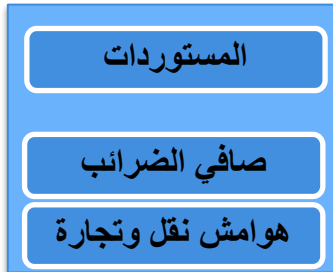 المستوردات
صافي الضرائب
هوامش نقل وتجارة